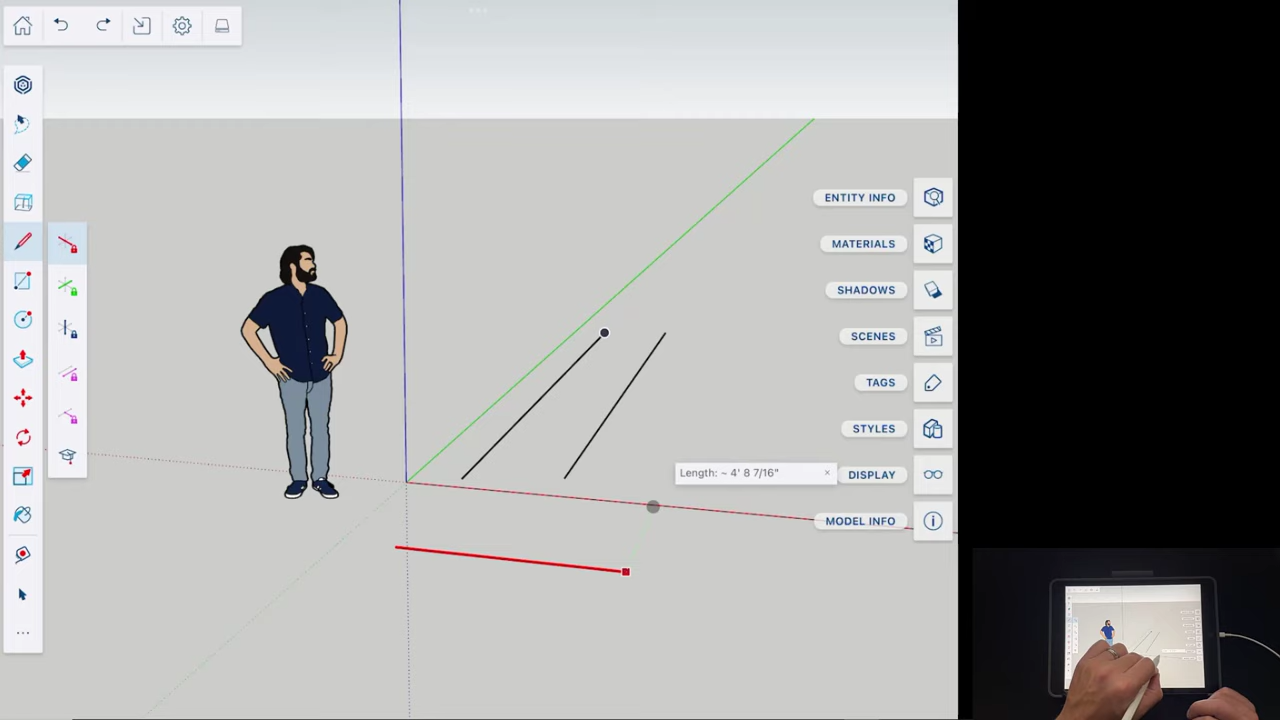 ENTITY INFO
MATERIALS
SHADOWS
SCENES
TAGS
STYLES
Length: ~ 4' 8 7/16"
DISPLAY
MODEL INFO